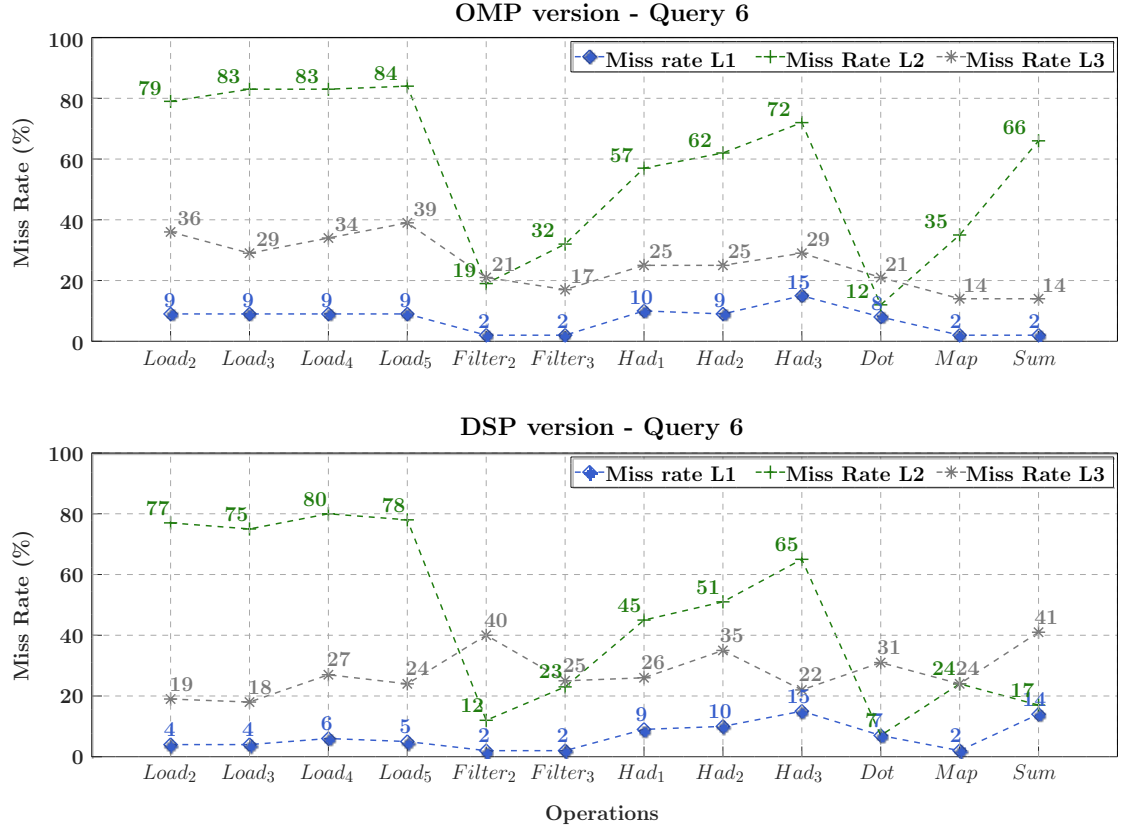 OMP version - Query 6
Miss rate L1 Miss Rate L2 Miss Rate L3
Miss Rate (%)
100
80
60
40
20
0
79 83 83 84 19 32 57 62 72 12 35 66
36 29 34 39 21 17 25 25 29 21 14 14
9 9 9 9 2 2 10 9 15 8 2 2
Load2 Load3 Load4 Load5 Filter2 Filter3 Had1 Had2 Had3 Dot Map Sum
DSP version - Query 6
Miss rate L1 Miss Rate L2 Miss Rate L3
Miss Rate (%)
100
80
60
40
20
0
77 75 80 78 12 23 45 51 65 7 24 17
19 18 27 24 40 25 26 35 22 31 24 41
4 4 6 5 2 2 9 10 15 7 2 14
Load2 Load3 Load4 Load5 Filter2 Filter3 Had1 Had2 Had3 Dot Map Sum
Operations